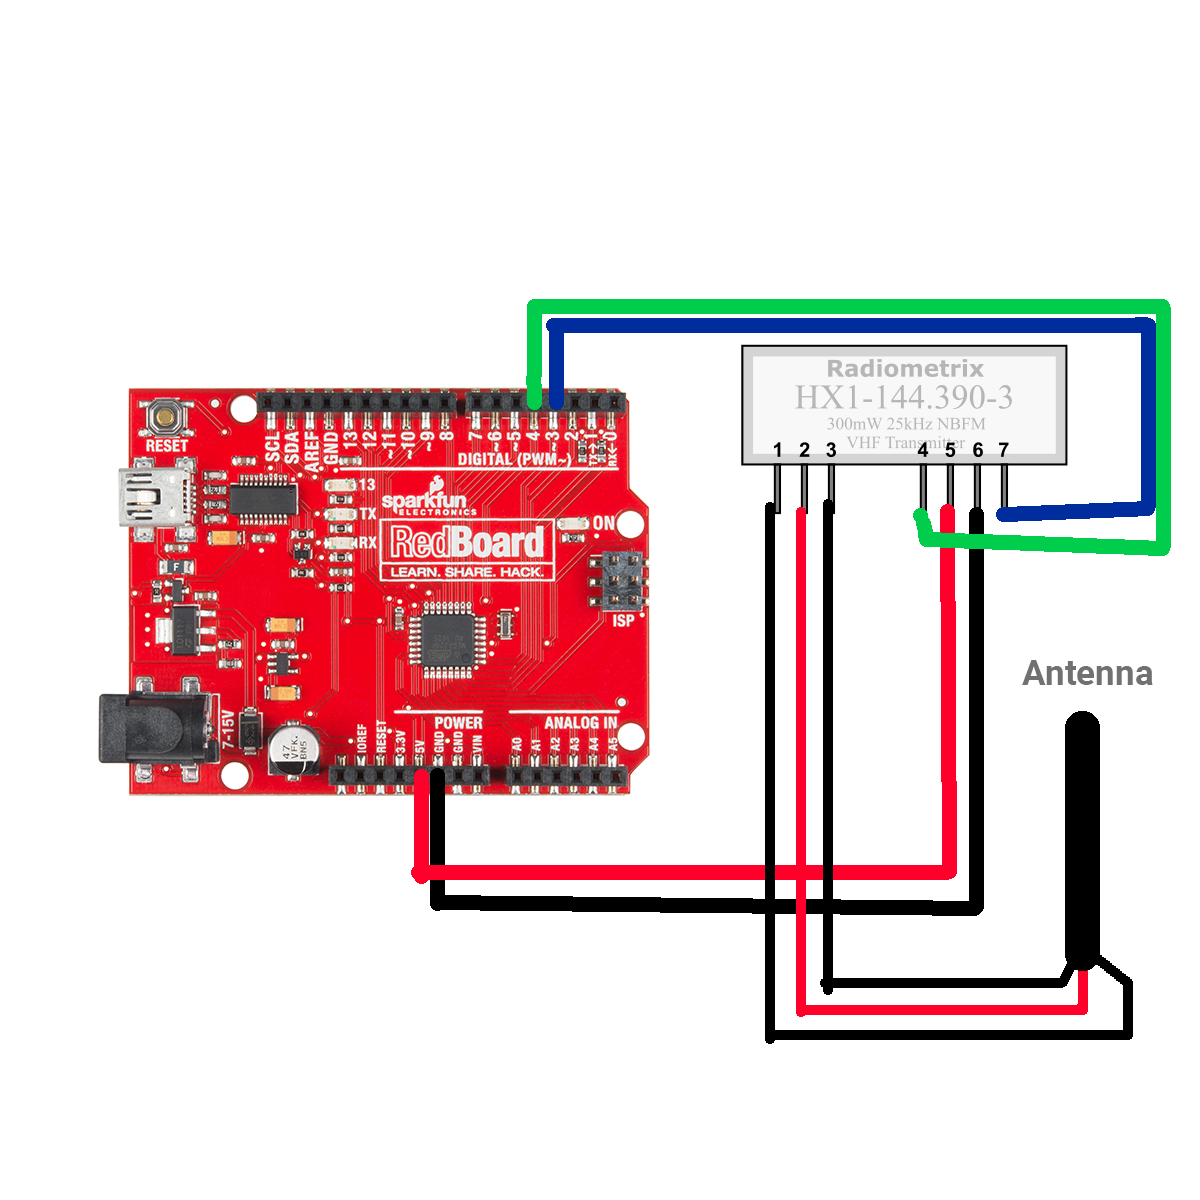 Radiometrix
HX1-144.390-3
300mW 25kHz NBFM
VHF Transmitter
1 2 3 4 5 6 7
RESET
SCL
SDA
AREF
GND
13
12
~11
~10
~9
8
7
~6
~5
4
~3
2
TX
RX
0
DIGITAL (PWM~)
13
sparkfun
ELECTRONICS
TX
ON
RX
RedBoard
LEARN. SHARE. HACK.
F
ISP
Antenna
7-15V
47
VFK.
BN5
POWER
ANALOG IN
IOREF
RESET
3.3V
5V
GND
GND
VIN
A0
A1
A2
A3
A4
A5